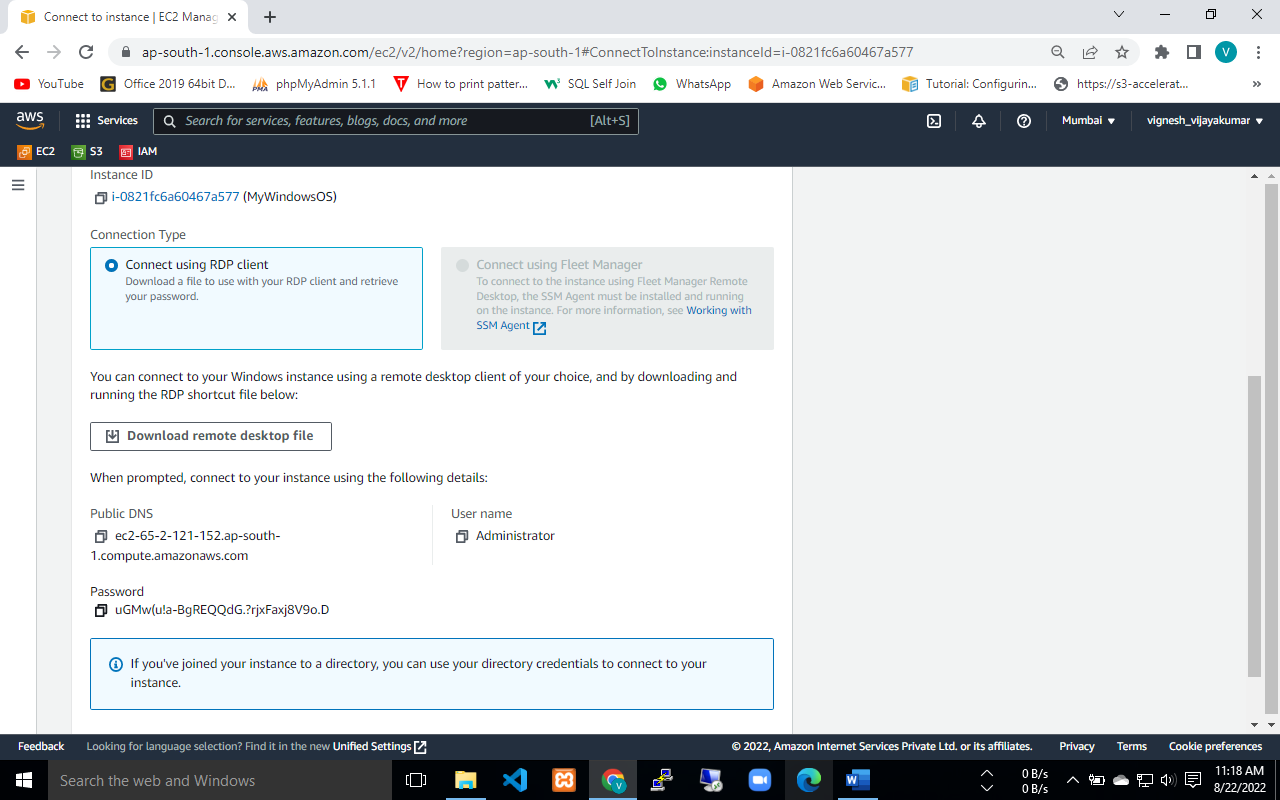 Connect to instance | EC2 Manag
ap-south-1.console.aws.amazon.com/ec2/v2/home?region=ap-south-1#ConnectToInstance:instanceId=i-0821fc6a60467a577
V
YouTube
G
Office 2019 64bit D...
PMA
phpMyAdmin 5.1.1
T
How to print patter...
SQL Self Join
WhatsApp
Amazon Web Servic...
Tutorial: Configurin...
https://s3-accelerat...
»
aws
Services
Search for services, features, blogs, docs, and more
[Alt+S]
Mumbai
vignesh_vijayakumar
EC2
S3
IAM
Instance ID
i-0821fc6a60467a577 (MyWindowsOS)
Connection Type
Connect using RDP client
Download a file to use with your RDP client and retrieve
your password.
Connect using Fleet Manager
To connect to the instance using Fleet Manager Remote
Desktop, the SSM Agent must be installed and running
on the instance. For more information, see Working with
SSM Agent
You can connect to your Windows instance using a remote desktop client of your choice, and by downloading and
running the RDP shortcut file below:
Download remote desktop file
When prompted, connect to your instance using the following details:
Public DNS
ec2-65-2-121-152.ap-south-
1.compute.amazonaws.com
User name
Administrator
Password
uGMw(u!a-BgREQQdG.?rjxFaxj8V9o.D
If you've joined your instance to a directory, you can use your directory credentials to connect to your
instance.
Feedback
Looking for language selection? Find it in the new Unified Settings
© 2022, Amazon Internet Services Private Ltd. or its affiliates.
Privacy
Terms
Cookie preferences
Search the web and Windows
V
W
0 B/s
0 B/s
11:18 AM
8/22/2022